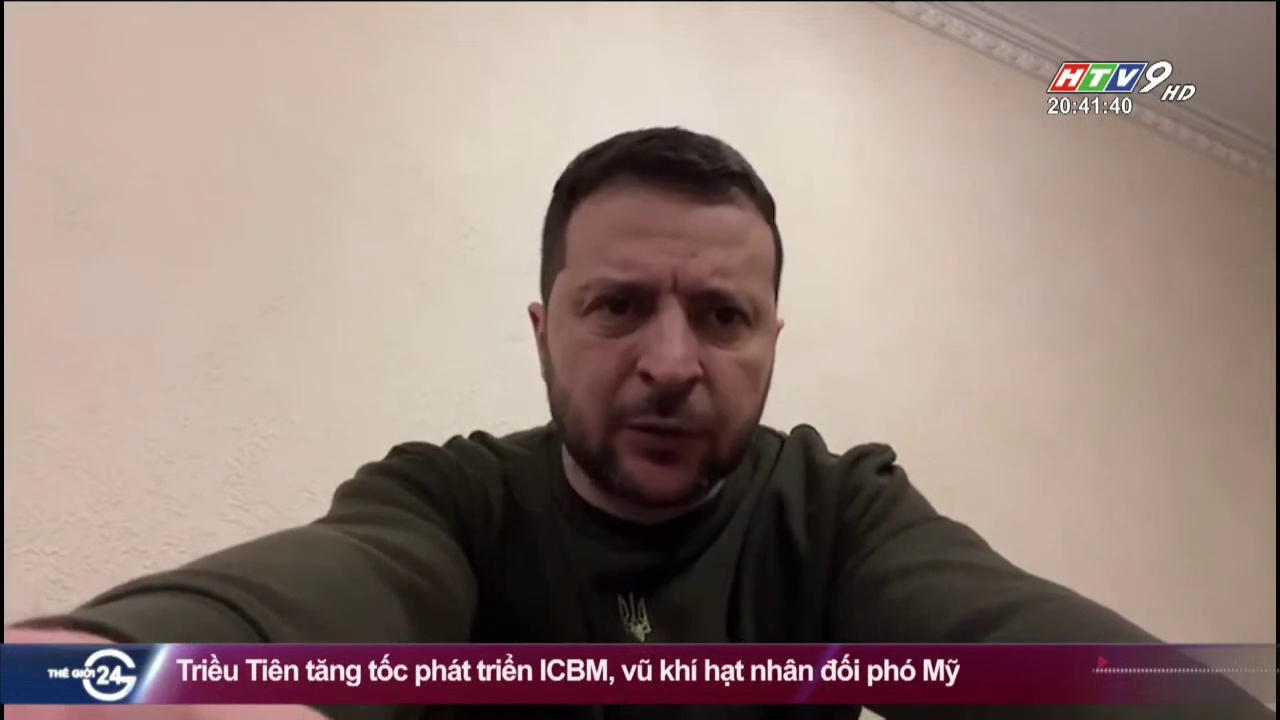 HTV9 HD
20:41:40
THẾ GIỚI 24G
Triều Tiên tăng tốc phát triển ICBM, vũ khí hạt nhân đối phó Mỹ